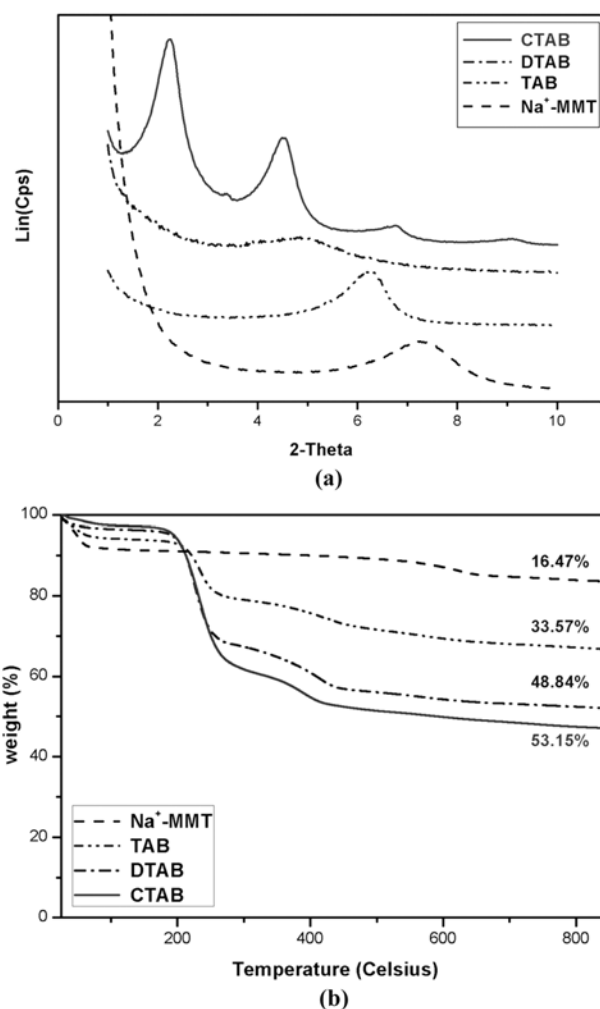 CTAB
DTAB
TAB
Na⁺-MMT
Lin(Cps)
0 2 4 6 8 10
2-Theta
(a)
100
80
60
40
20
0
weight (%)
16.47%
33.57%
48.84%
53.15%
Na⁺-MMT
TAB
DTAB
CTAB
200 400 600 800
Temperature (Celsius)
(b)